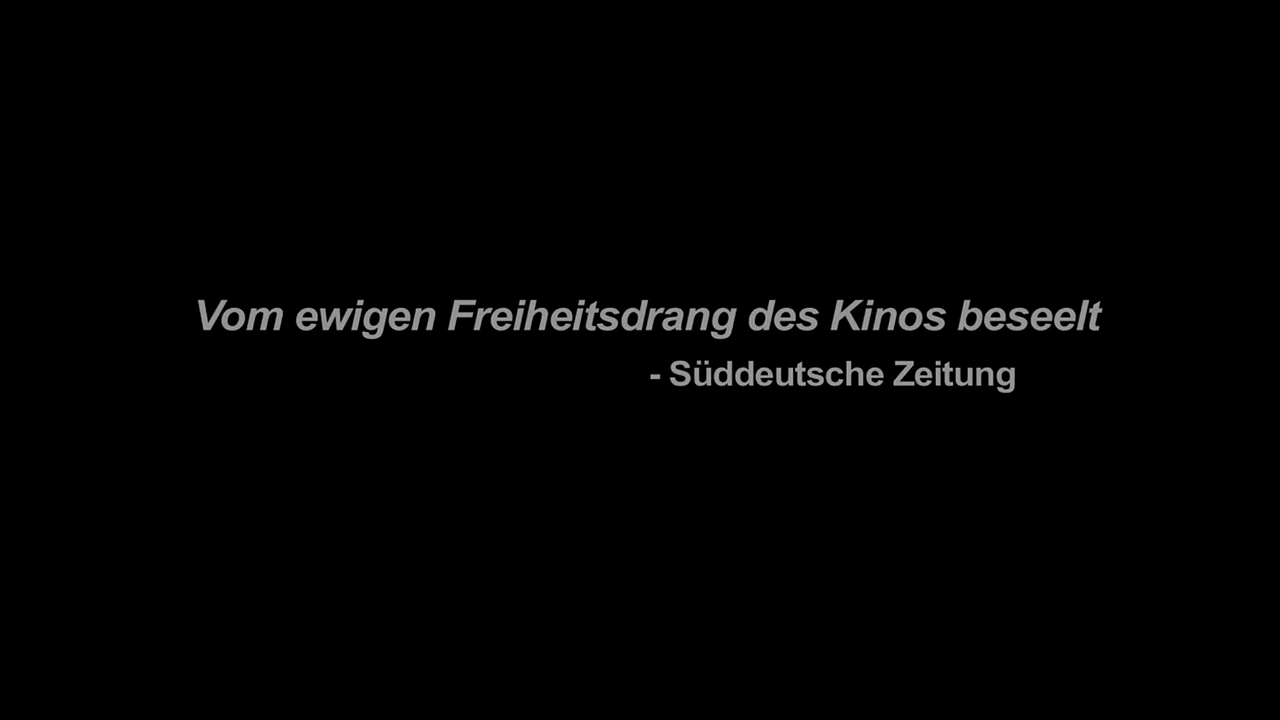 Vom ewigen Freiheitsdrang des Kinos beseelt
- Süddeutsche Zeitung